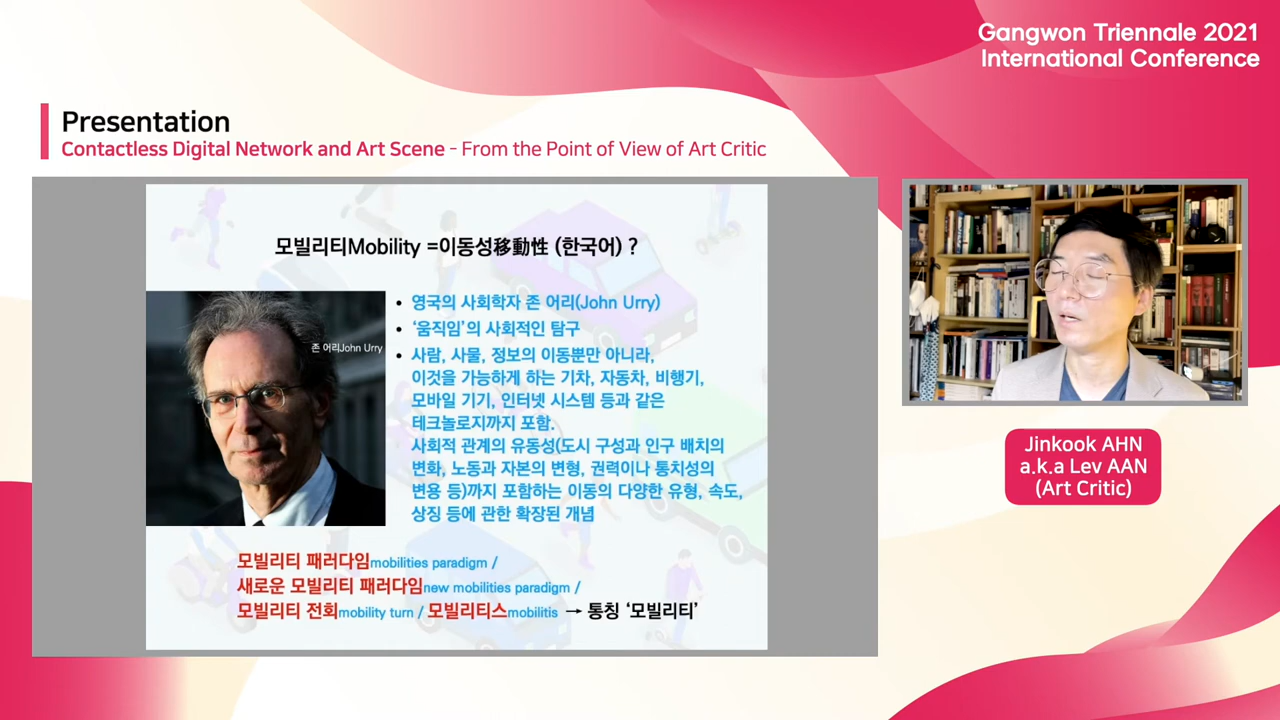 Gangwon Triennale 2021
International Conference
Presentation
Contactless Digital Network and Art Scene - From the Point of View of Art Critic
모빌리티Mobility =이동성移動性 (한국어) ?
존 어리John Urry
• 영국의 사회학자 존 어리(John Urry)
• ‘움직임’의 사회적인 탐구
• 사람, 사물, 정보의 이동뿐만 아니라,
이것을 가능하게 하는 기차, 자동차, 비행기,
모바일 기기, 인터넷 시스템 등과 같은
테크놀로지까지 포함.
사회적 관계의 유동성(도시 구성과 인구 배치의
변화, 노동과 자본의 변형, 권력이나 통치성의
변용 등)까지 포함하는 이동의 다양한 유형, 속도,
상징 등에 관한 확장된 개념
모빌리티 패러다임mobilities paradigm /
새로운 모빌리티 패러다임new mobilities paradigm /
모빌리티 전회mobility turn / 모빌리티스mobilitis → 통칭 ‘모빌리티’
Jinkook AHN
a.k.a Lev AAN
(Art Critic)